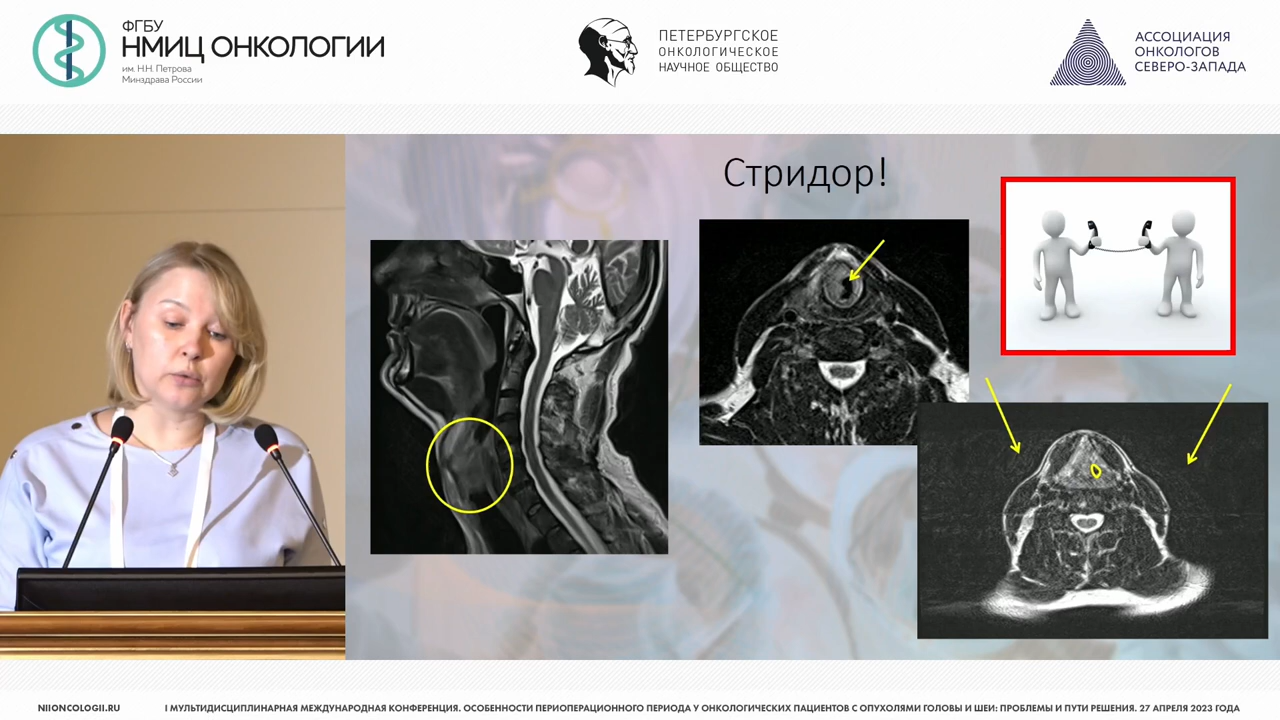 ФГБУ
НМИЦ ОНКОЛОГИИ
им. Н.Н. Петрова
Минздрава России
ПЕТЕРБУРГСКОЕ
ОНКОЛОГИЧЕСКОЕ
НАУЧНОЕ ОБЩЕСТВО
АССОЦИАЦИЯ
ОНКОЛОГОВ
СЕВЕРО-ЗАПАДА
Стридор!
NIIONCOLOGII.RU
I МУЛЬТИДИСЦИПЛИНАРНАЯ МЕЖДУНАРОДНАЯ КОНФЕРЕНЦИЯ. ОСОБЕННОСТИ ПЕРИОПЕРАЦИОННОГО ПЕРИОДА У ОНКОЛОГИЧЕСКИХ ПАЦИЕНТОВ С ОПУХОЛЯМИ ГОЛОВЫ И ШЕИ: ПРОБЛЕМЫ И ПУТИ РЕШЕНИЯ. 27 АПРЕЛЯ 2023 ГОДА